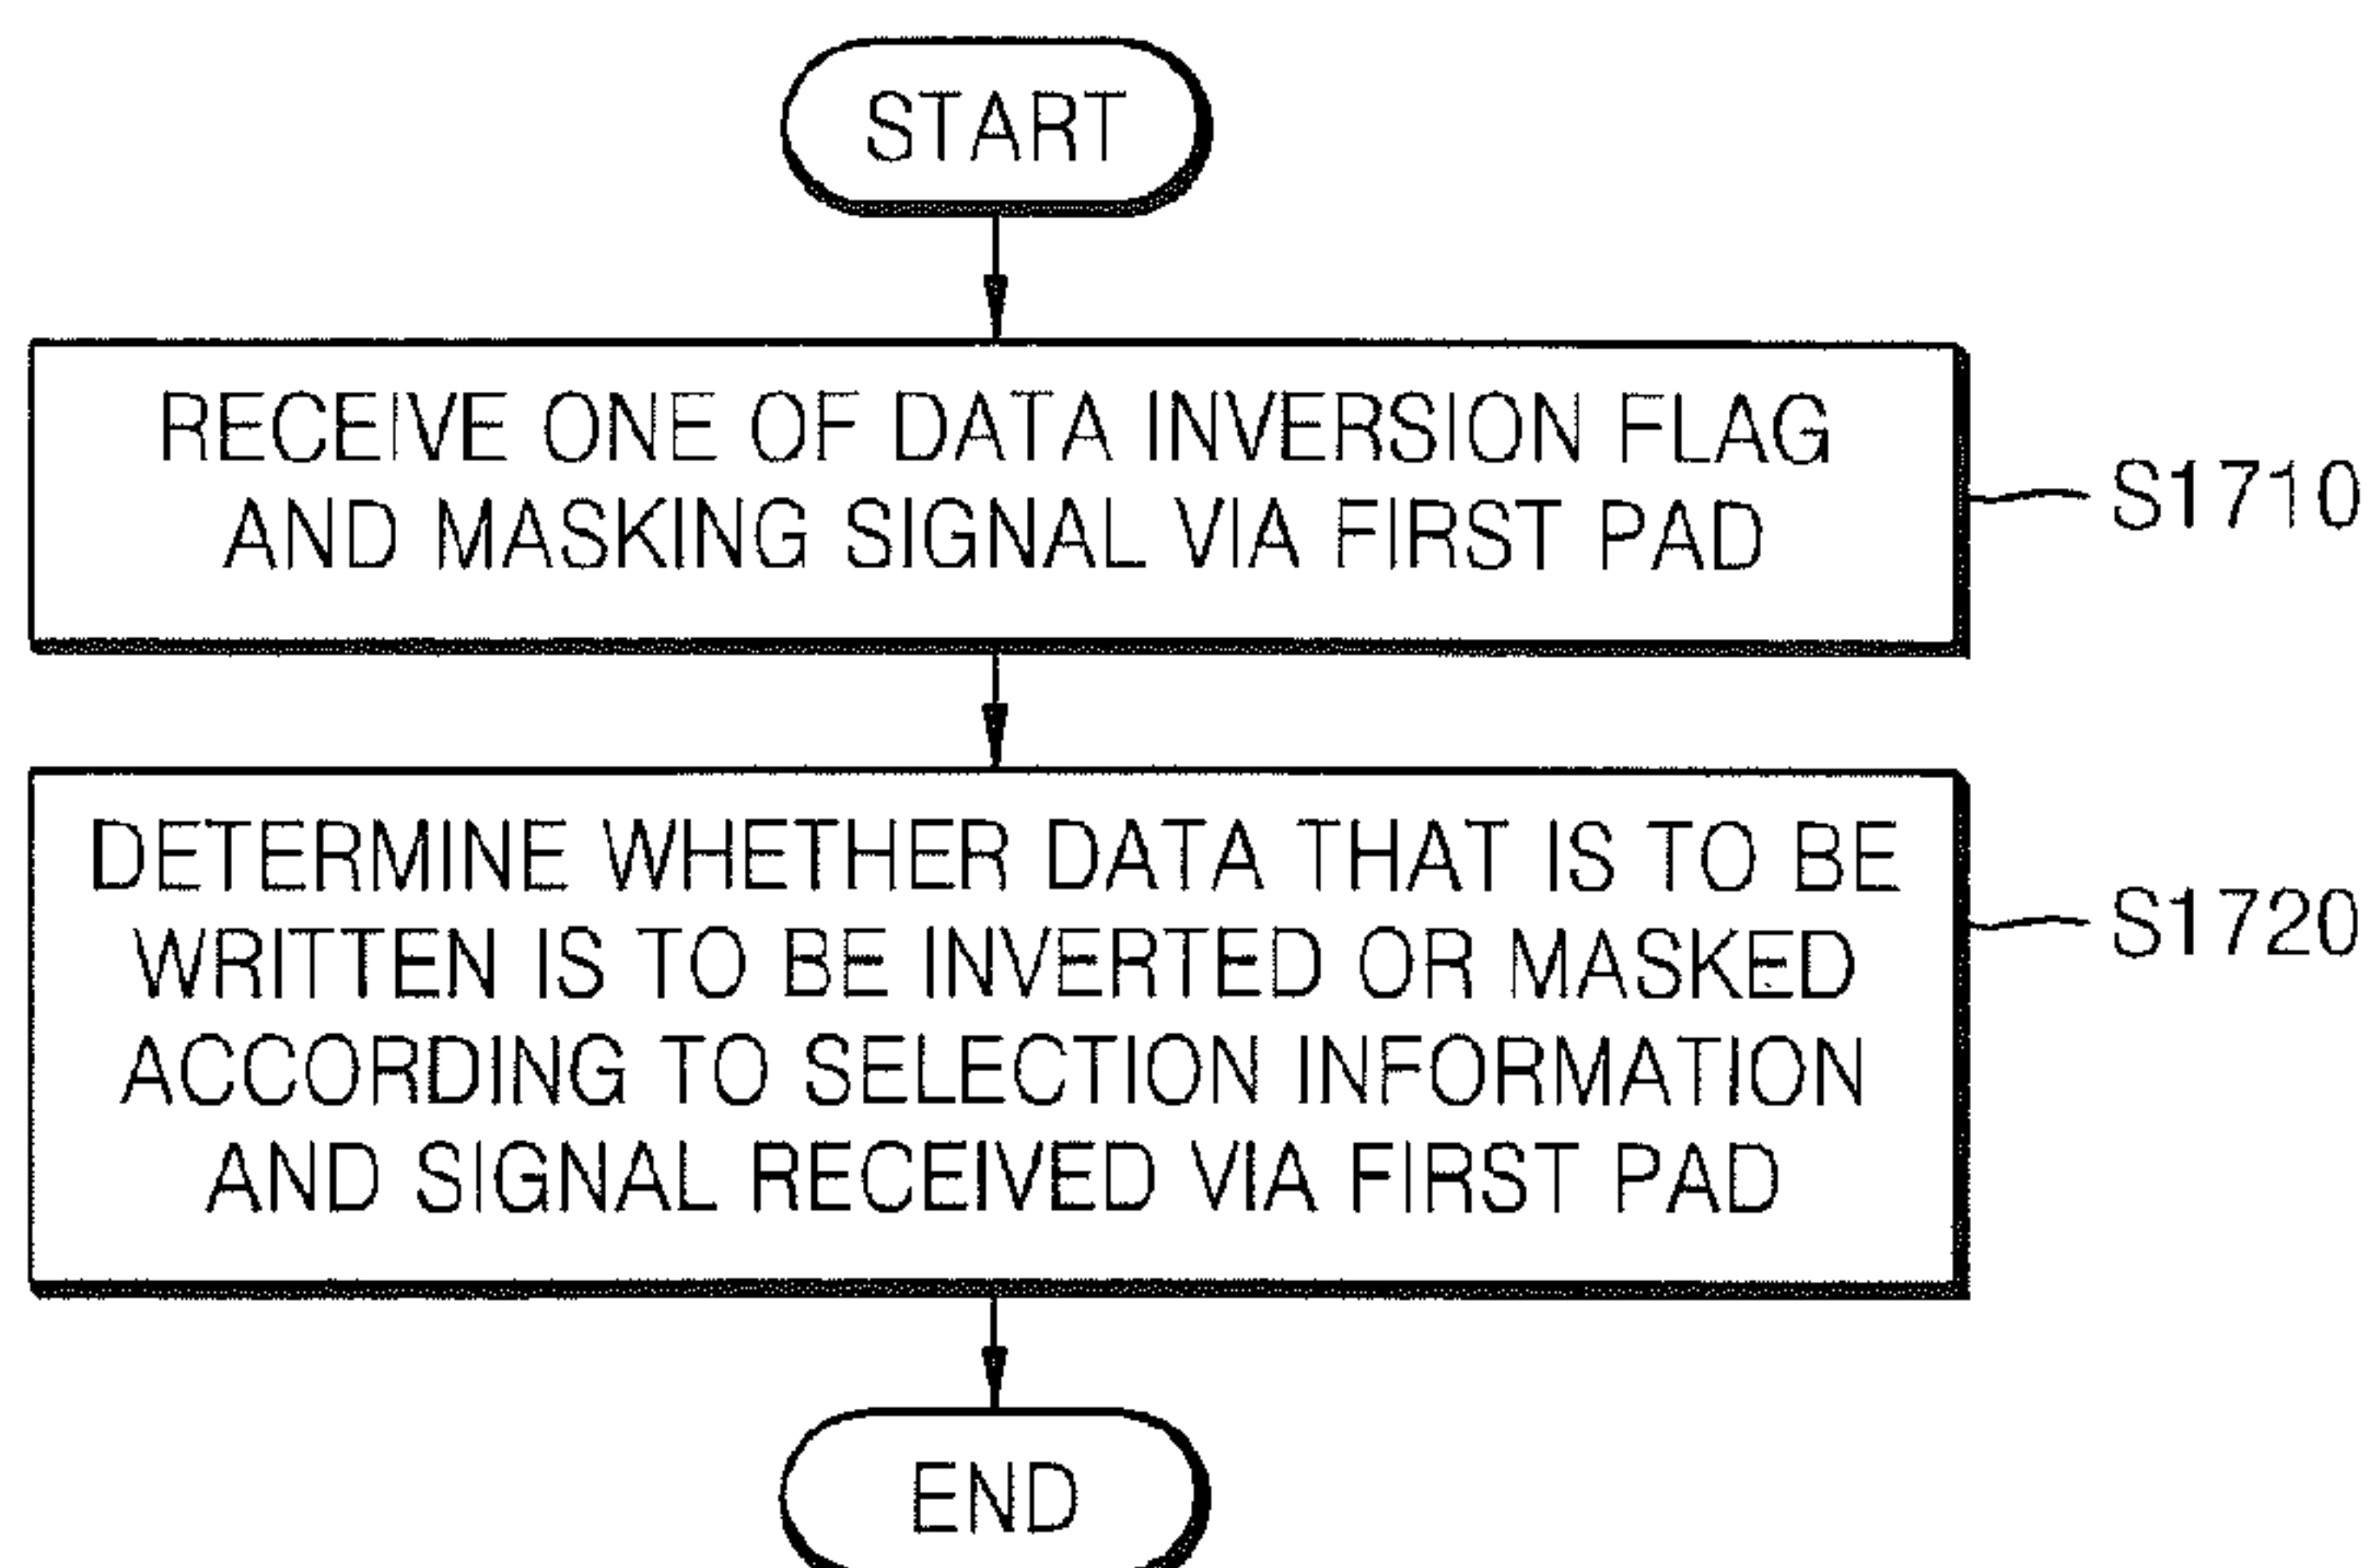 START
RECEIVE ONE OF DATA INVERSION FLAG
AND MASKING SIGNAL VIA FIRST PAD
S1710
DETERMINE WHETHER DATA THAT IS TO BE
WRITTEN IS TO BE INVERTED OR MASKED
ACCORDING TO SELECTION INFORMATION
AND SIGNAL RECEIVED VIA FIRST PAD
S1720
END